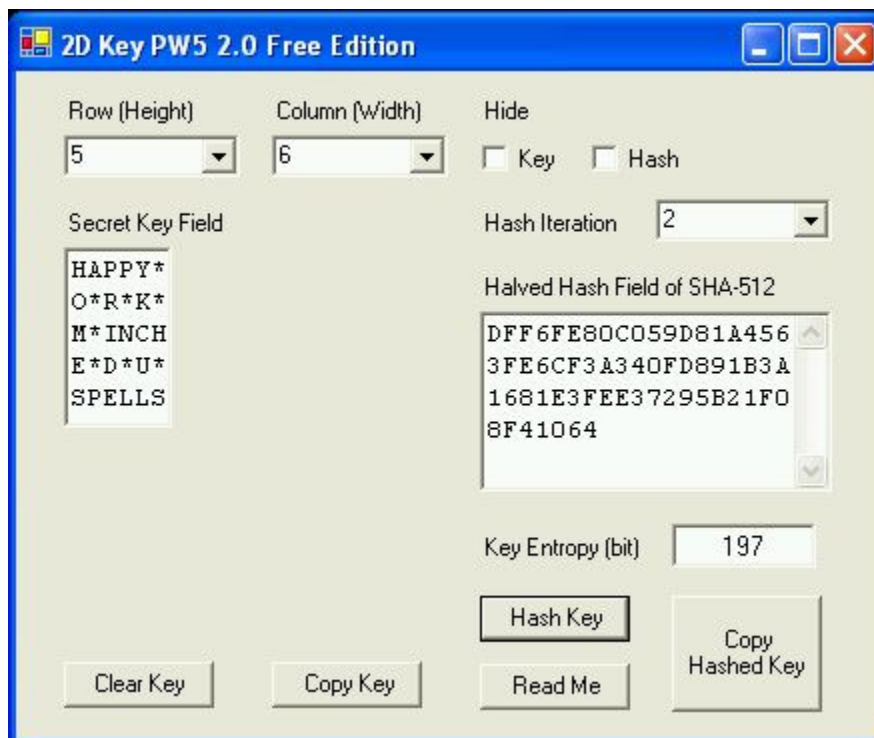 2D Key PW5 2.0 Free Edition
Row (Height)
Column (Width)
Hide
5
6
Key
Hash
Secret Key Field
Hash Iteration
2
HAPPY*
O*R*K*
M*INCH
E*D*U*
SPELLS
Halved Hash Field of SHA-512
DFF6FE80C059D81A456
3FE6CF3A340FD891B3A
1681E3FEE37295B21F0
8F41064
Key Entropy (bit)
197
Hash Key
Copy
Hashed Key
Clear Key
Copy Key
Read Me